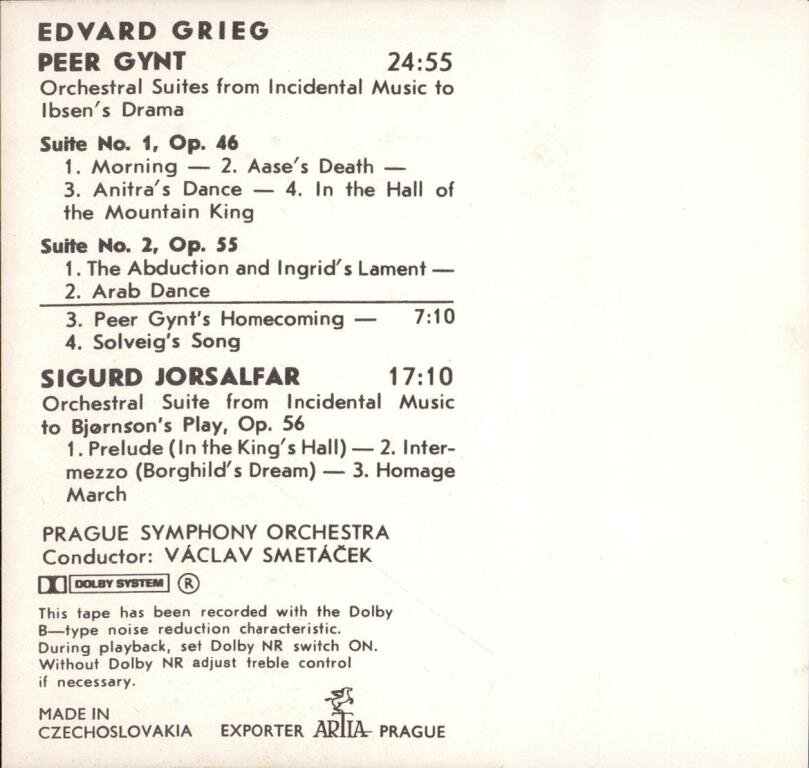 EDVARD GRIEG
PEER GYNT 24:55
Orchestral Suites from Incidental Music to
Ibsen's Drama
Suite No. 1, Op. 46
1. Morning — 2. Aase's Death —
3. Anitra's Dance — 4. In the Hall of
the Mountain King
Suite No. 2, Op. 55
1. The Abduction and Ingrid's Lament —
2. Arab Dance
3. Peer Gynt's Homecoming — 7:10
4. Solveig's Song
SIGURD JORSALFAR 17:10
Orchestral Suite from Incidental Music
to Bjørnson's Play, Op. 56
1. Prelude (In the King's Hall) — 2. Inter-
mezzo (Borghild's Dream) — 3. Homage
March
PRAGUE SYMPHONY ORCHESTRA
Conductor: VÁCLAV SMETÁČEK
DOLBY SYSTEM ®
This tape has been recorded with the Dolby
B—type noise reduction characteristic.
During playback, set Dolby NR switch ON.
Without Dolby NR adjust treble control
if necessary.
MADE IN
CZECHOSLOVAKIA EXPORTER ARTIA PRAGUE